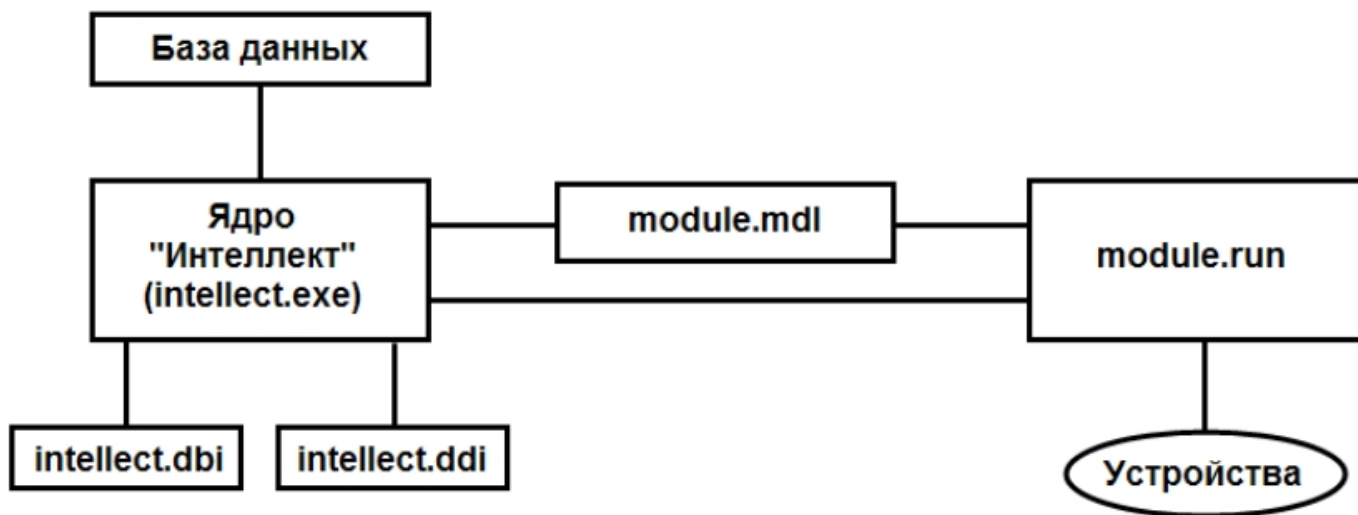 База данных
Ядро
"Интеллект"
(intellect.exe)
module.mdl
module.run
intellect.dbi
intellect.ddi
Устройства